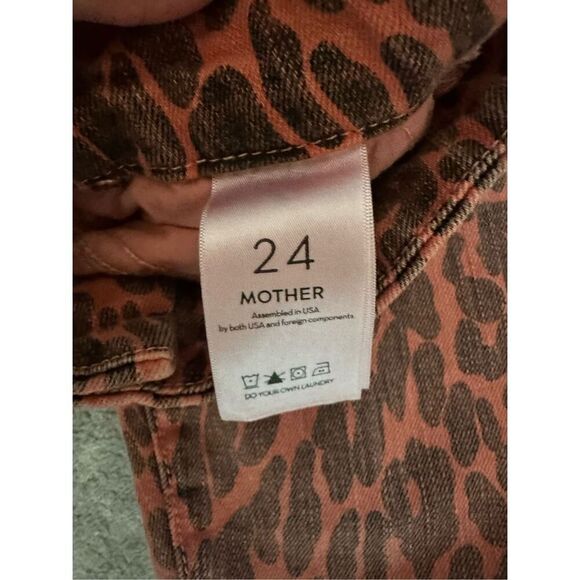 24
MOTHER
Assembled in USA
by both USA and foreign components
DO YOUR OWN LAUNDRY